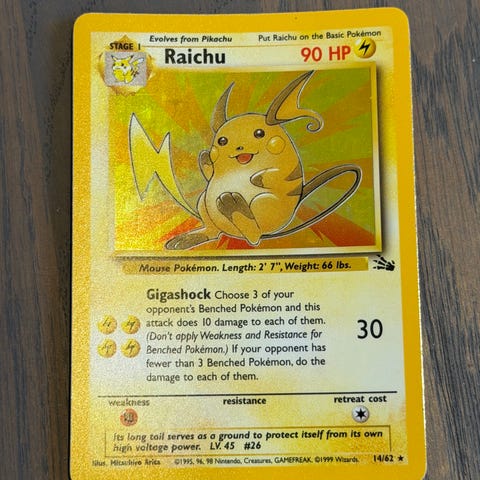 Evolves from Pikachu Put Raichu on the Basic Pokémon
STAGE 1
Raichu 90 HP
Mouse Pokémon. Length: 2' 7", Weight: 66 lbs.
Gigashock Choose 3 of your
opponent's Benched Pokémon and this
attack does 10 damage to each of them.
(Don't apply Weakness and Resistance for
Benched Pokémon.) If your opponent has
fewer than 3 Benched Pokémon, do the
damage to each of them.
30
weakness resistance retreat cost
Its long tail serves as a ground to protect itself from its own
high voltage power. LV. 45 #26
Illus. Mitsuhiro Arita ©1995, 96, 98 Nintendo, Creatures, GAMEFREAK. ©1999 Wizards. 14/62 ★